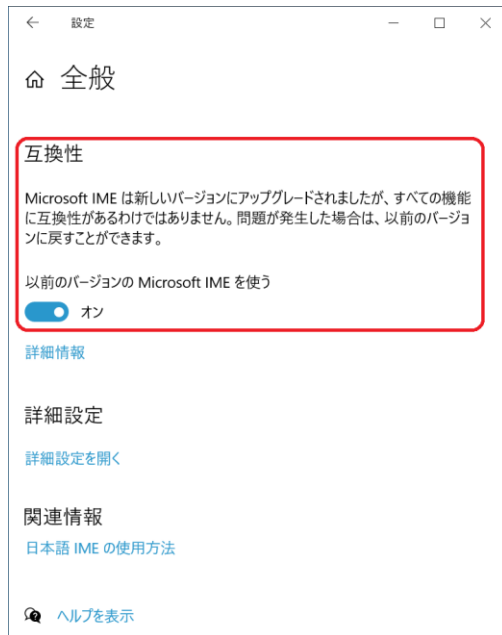 設定
全般
互換性
Microsoft IME は新しいバージョンにアップグレードされましたが、すべての機能
に互換性があるわけではありません。問題が発生した場合は、以前のバージョ
ンに戻すことができます。
以前のバージョンの Microsoft IME を使う
オン
詳細情報
詳細設定
詳細設定を開く
関連情報
日本語 IME の使用方法
ヘルプを表示